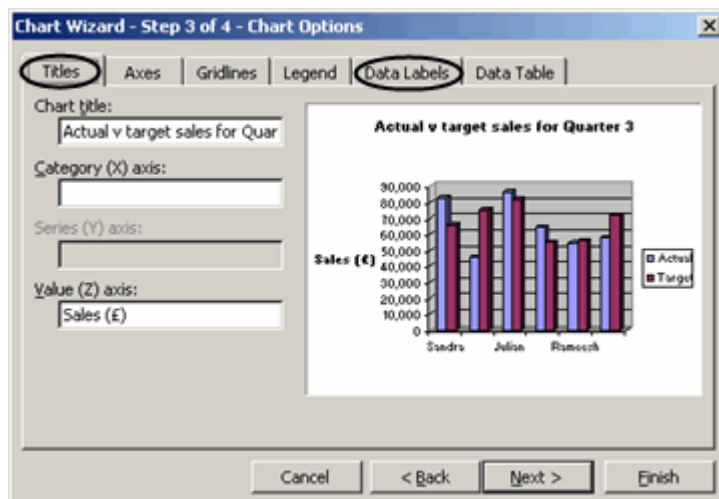 Chart Wizard - Step 3 of 4 - Chart Options
Titles Axes Gridlines Legend Data Labels Data Table
Chart title:
Actual v target sales for Quar
Category (X) axis:
Series (Y) axis:
Value (Z) axis:
Sales (£)
Actual v target sales for Quarter 3
90,000
80,000
70,000
60,000
50,000
40,000
30,000
20,000
10,000
0
Sales (£)
Sandra Julian Ramesh
Actual
Target
Cancel < Back Next > Finish